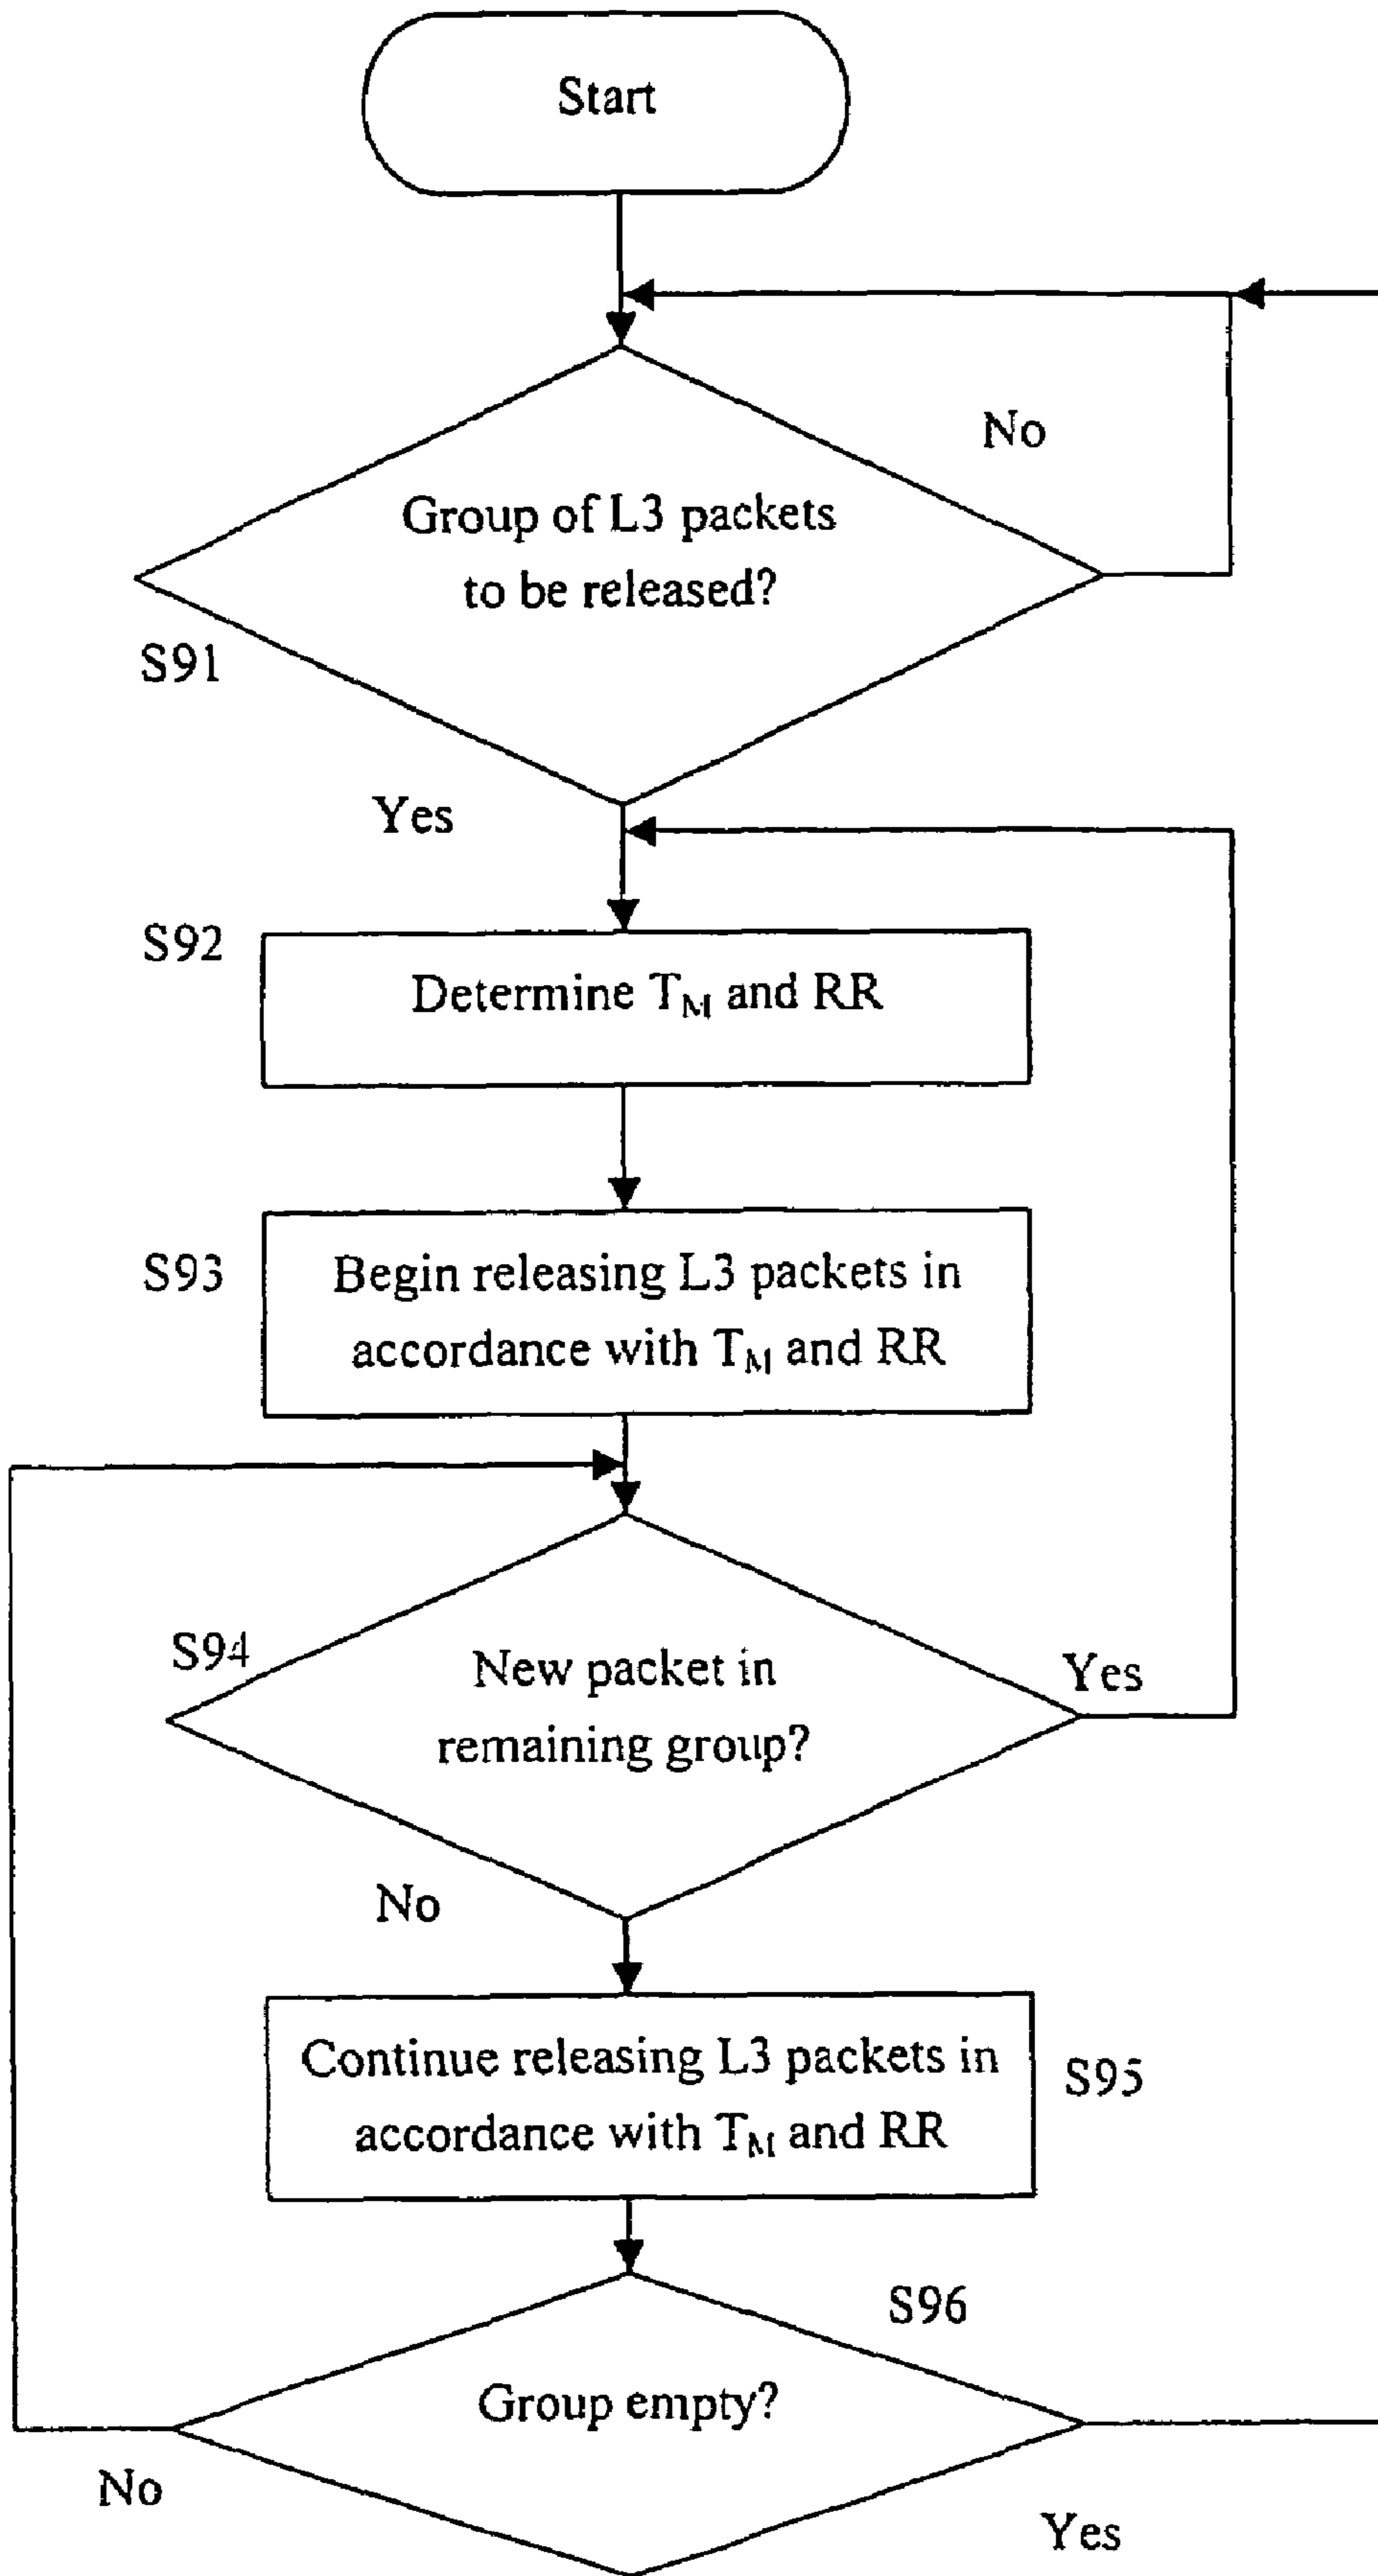 Start
No
Group of L3 packets
to be released?
S91
Yes
S92
Determine T_M and RR
S93
Begin releasing L3 packets in
accordance with T_M and RR
S94
New packet in
remaining group?
Yes
No
Continue releasing L3 packets in
accordance with T_M and RR
S95
S96
Group empty?
No
Yes